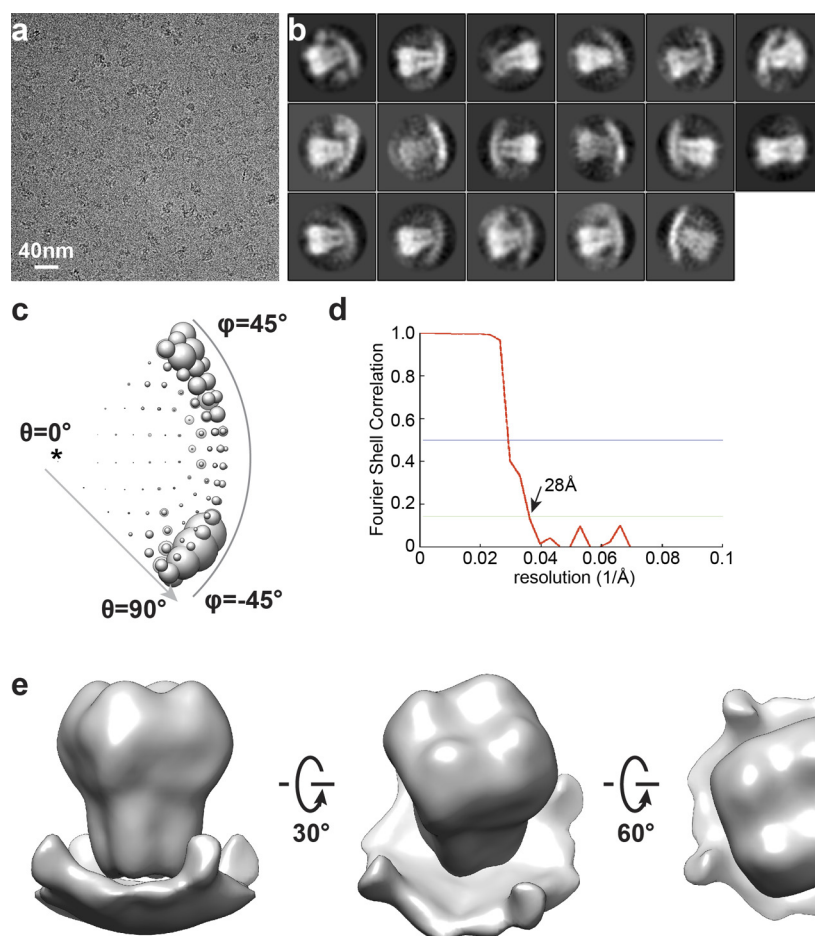 a
40nm
b
c
φ=45°
θ=0°
*
θ=90°
φ=-45°
d
Fourier Shell Correlation
1.0
0.8
0.6
0.4
0.2
0
28Å
0
0.02
0.04
0.06
0.08
0.1
resolution (1/Å)
e
30°
60°